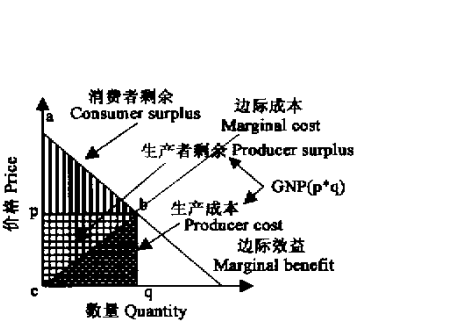 消费者剩余
Consumer surplus
边际成本
Marginal cost
a
生产者剩余 Producer surplus
GNP(p*q)
价格 Price
p
b
生产成本
Producer cost
边际效益
Marginal benefit
c
q
数量 Quantity